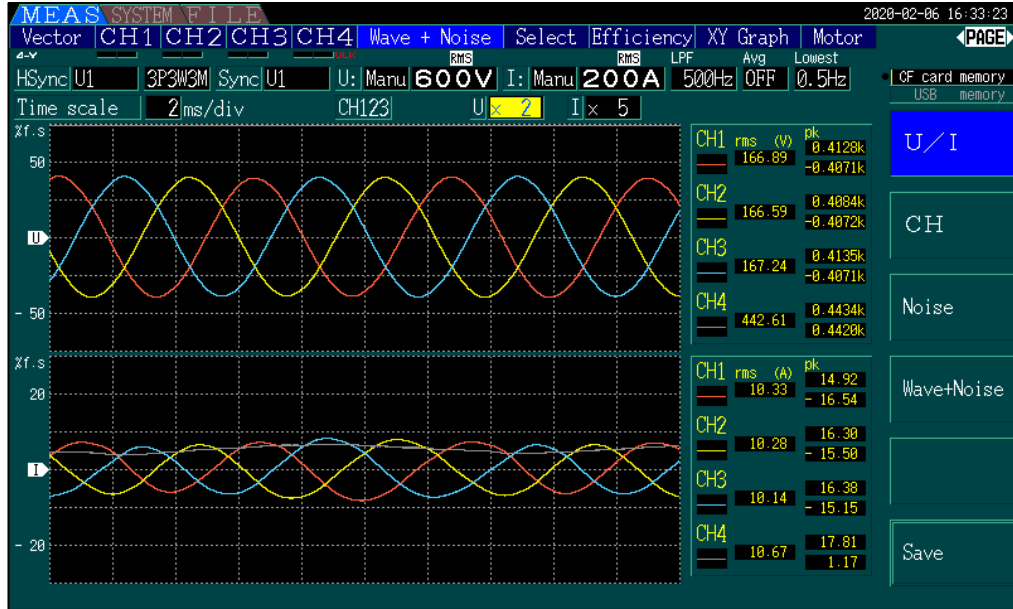 MEAS SYSTEM FILE 2020-02-06 16:33:23
Vector CH1 CH2 CH3 CH4 Wave + Noise Select Efficiency XY Graph Motor PAGE
Δ-Y RMS RMS LPF Avg Lowest
HSync U1 3P3W3M Sync U1 U: Manu 600V I: Manu 200A 500Hz OFF 0.5Hz CF card memory
USB memory
Time scale 2 ms/div CH123 U × 2 I × 5
%f.s
50
U
- 50
CH1 rms (V) pk
166.89 0.4128k
-0.4071k
CH2
166.59 0.4084k
-0.4072k
CH3
167.24 0.4135k
-0.4071k
CH4
442.61 0.4434k
0.4420k
%f.s
20
I
- 20
CH1 rms (A) pk
10.33 14.92
- 16.54
CH2
10.28 16.30
- 15.50
CH3
10.14 16.38
- 15.15
CH4
10.67 17.81
1.17
U/I
CH
Noise
Wave+Noise
Save